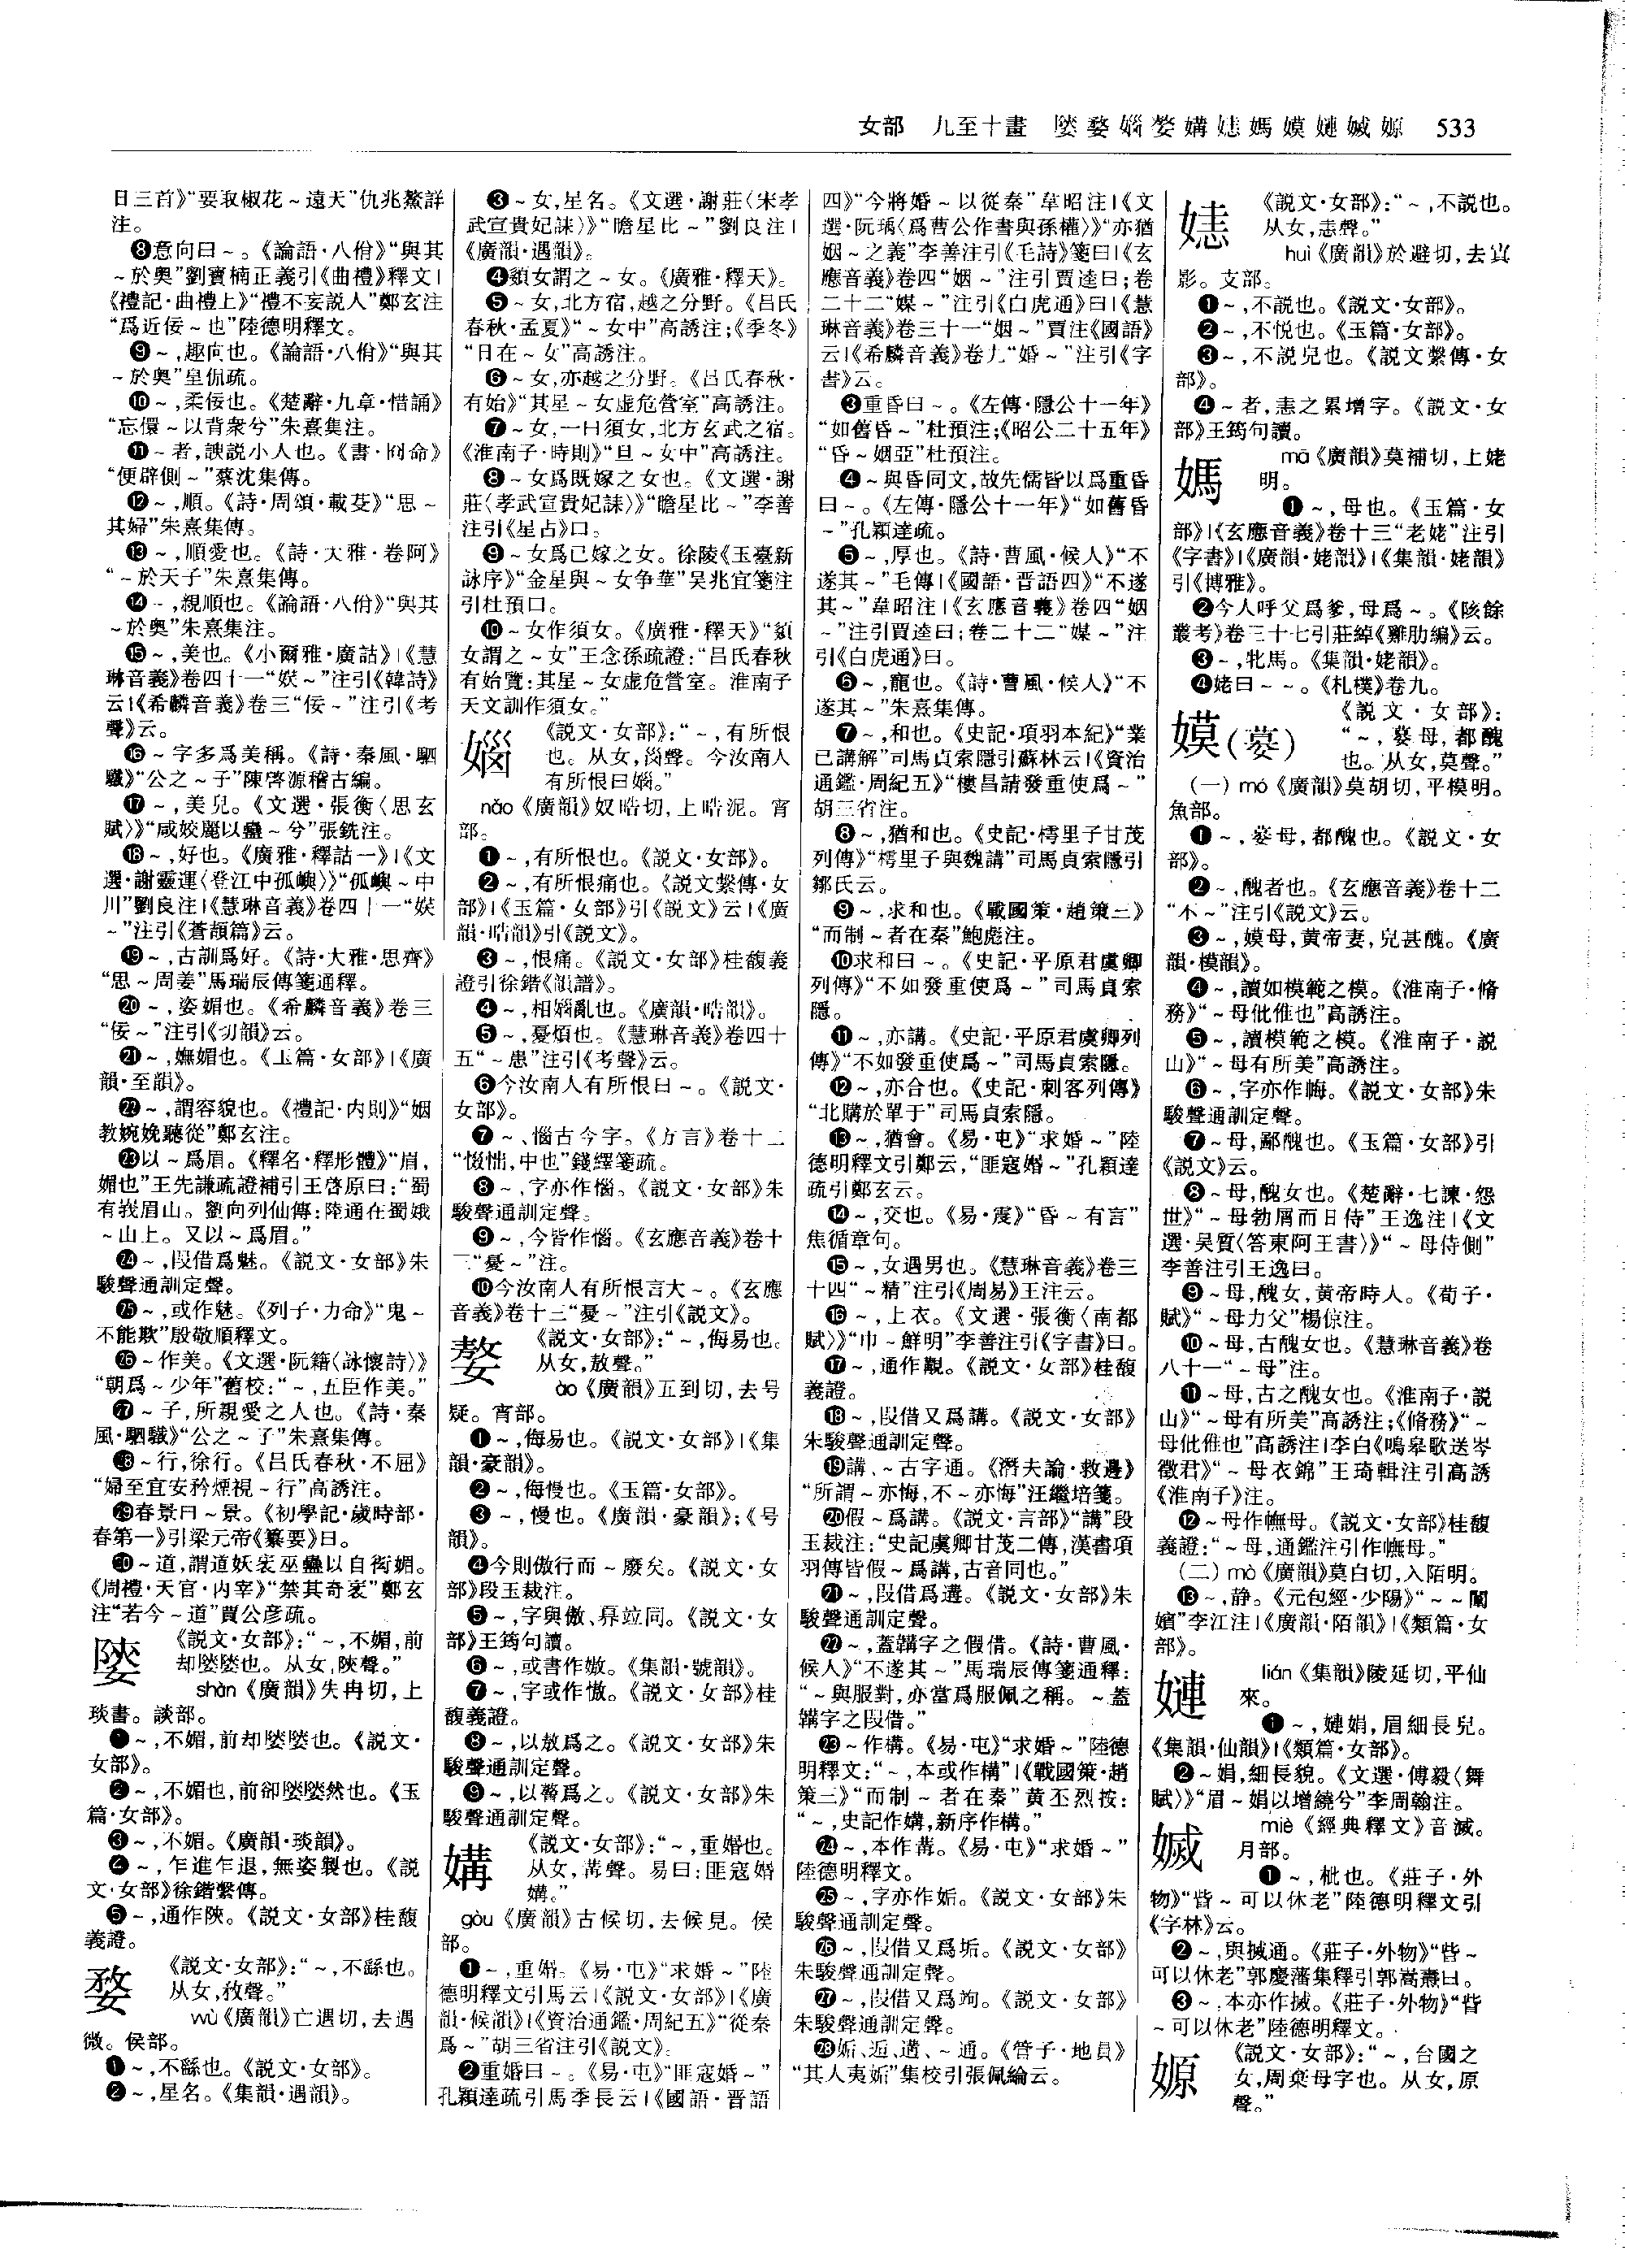 女部　九至十畫　㛼婺㛴嫯媾㜇媽嫫嫀㛱嫄　533
日三首》“要取椒花～遠天”仇兆鰲詳
注。
❽意向曰～。《論語·八佾》“與其
～於奧”劉寶楠正義引《曲禮》釋文|
《禮記·曲禮上》“禮不妄説人”鄭玄注
“爲近佞～也”陸德明釋文。
❾～,趣向也。《論語·八佾》“與其
～於奧”皇侃疏。
❿～,柔佞也。《楚辭·九章·惜誦》
“忘儇～以背衆兮”朱熹集注。
⓫～者,諛説小人也。《書·冏命》
“便辟側～”蔡沈集傳。
⓬～,順。《詩·周頌·載芟》“思～
其婦”朱熹集傳。
⓭～,順愛也。《詩·大雅·卷阿》
“～於天子”朱熹集傳。
⓮～,親順也。《論語·八佾》“與其
～於奧”朱熹集注。
⓯～,美也。《小爾雅·廣詁》|《慧
琳音義》卷四十一“㛂～”注引《韓詩》
云|《希麟音義》卷三“佞～”注引《考
聲》云。
⓰～字多爲美稱。《詩·秦風·駟
驖》“公之～子”陳啓源稽古編。
⓱～,美皃。《文選·張衡〈思玄
賦〉》“咸姣麗以蠱～兮”張銑注。
⓲～,好也。《廣雅·釋詁一》|《文
選·謝靈運〈登江中孤嶼〉》“孤嶼～中
川”劉良注|《慧琳音義》卷四十一“㛂
～”注引《蒼頡篇》云。
⓳～,古訓爲好。《詩·大雅·思齊》
“思～周姜”馬瑞辰傳箋通釋。
⓴～,姿媚也。《希麟音義》卷三
“佞～”注引《切韻》云。
㉑～,嫵媚也。《玉篇·女部》|《廣
韻·至韻》。
㉒～,謂容貌也。《禮記·内則》“姻
教婉娩聽從”鄭玄注。
㉓以～爲眉。《釋名·釋形體》“眉,
媚也”王先謙疏證補引王啓原曰:“蜀
有峩眉山。劉向列仙傳:陸通在蜀娥
～山上。又以～爲眉。”
㉔～,叚借爲魅。《説文·女部》朱
駿聲通訓定聲。
㉕～,或作魅。《列子·力命》“鬼～
不能欺”殷敬順釋文。
㉖～作美。《文選·阮籍〈詠懷詩〉》
“朝爲～少年”舊校:“～,五臣作美。”
㉗～子,所親愛之人也。《詩·秦
風·駟驖》“公之～子”朱熹集傳。
㉘～行,徐行。《吕氏春秋·不屈》
“婦至宜安矜煙視～行”高誘注。
㉙春景曰～景。《初學記·歲時部·
春第一》引梁元帝《纂要》曰。
㉚～道,謂道妖衺巫蠱以自衒媚。
《周禮·天官·内宰》“禁其奇衺”鄭玄
注“若今～道”賈公彦疏。
㛼
《説文·女部》:“～,不媚,前
却㛼㛼也。从女,陝聲。”
shǎn《廣韻》失冉切,上
琰書。談部。
❶～,不媚,前却㛼㛼也。《説文·
女部》。
❷～,不媚也,前卻㛼㛼然也。《玉
篇·女部》。
❸～,不媚。《廣韻·琰韻》。
❹～,乍進乍退,無姿製也。《説
文·女部》徐鍇繫傳。
❺～,通作陝。《説文·女部》桂馥
義證。
婺
《説文·女部》:“～,不繇也。
从女,敄聲。”
wù《廣韻》亡遇切,去遇
微。侯部。
❶～,不繇也。《説文·女部》。
❷～,星名。《集韻·遇韻》。
❸～女,星名。《文選·謝莊〈宋孝
武宣貴妃誄〉》“瞻星比～”劉良注|
《廣韻·遇韻》。
❹頦女謂之～女。《廣雅·釋天》。
❺～女,北方宿,越之分野。《吕氏
春秋·孟夏》“～女中”高誘注;《季冬》
“日在～女”高誘注。
❻～女,亦越之分野。《吕氏春秋·
有始》“其星～女虚危營室”高誘注。
❼～女,一曰須女,北方玄武之宿。
《淮南子·時則》“旦～女中”高誘注。
❽～女爲既嫁之女也。《文選·謝
莊〈孝武宣貴妃誄〉》“瞻星比～”李善
注引《星占》曰。
❾～女爲已嫁之女。徐陵《玉臺新
詠序》“金星與～女争華”吴兆宜箋注
引杜預曰。
❿～女作須女。《廣雅·釋天》“頦
女謂之～女”王念孫疏證:“吕氏春秋
有始覽:其星～女虚危營室。淮南子
天文訓作須女。”
㛴
《説文·女部》:“～,有所恨
也。从女,㐫聲。今汝南人
有所恨曰㛴。”
nǎo《廣韻》奴晧切,上晧泥。宵
部。
❶～,有所恨也。《説文·女部》。
❷～,有所恨痛也。《説文繫傳·女
部》|《玉篇·女部》引《説文》云|《廣
韻·晧韻》引《説文》。
❸～,恨痛。《説文·女部》桂馥義
證引徐鍇《韻譜》。
❹～,相㛴亂也。《廣韻·晧韻》。
❺～,憂煩也。《慧琳音義》卷四十
五“～患”注引《考聲》云。
❻今汝南人有所恨曰～。《説文·
女部》。
❼～、惱古今字。《方言》卷十二
“惙怞,中也”錢繹箋疏。
❽～,字亦作惱。《説文·女部》朱
駿聲通訓定聲。
❾～,今皆作惱。《玄應音義》卷十
三“憂～”注。
❿今汝南人有所恨言大～。《玄應
音義》卷十三“憂～”注引《説文》。
嫯
《説文·女部》:“～,侮易也。
从女,敖聲。”
ào《廣韻》五到切,去号
疑。宵部。
❶～,侮易也。《説文·女部》|《集
韻·豪韻》。
❷～,侮慢也。《玉篇·女部》。
❸～,慢也。《廣韻·豪韻》;《号
韻》。
❹今則傲行而～廢矣。《説文·女
部》段玉裁注。
❺～,字與傲、奡竝同。《説文·女
部》王筠句讀。
❻～,或書作㜜。《集韻·號韻》。
❼～,字或作慠。《説文·女部》桂
馥義證。
❽～,以敖爲之。《説文·女部》朱
駿聲通訓定聲。
❾～,以謷爲之。《説文·女部》朱
駿聲通訓定聲。
媾
《説文·女部》:“～,重婚也。
从女,冓聲。易曰:匪寇婚
媾。”
gòu《廣韻》古候切,去候見。侯
部。
❶～,重婚。《易·屯》“求婚～”陸
德明釋文引馬云|《説文·女部》|《廣
韻·候韻》|《資治通鑑·周紀五》“從秦
爲～”胡三省注引《説文》。
❷重婚曰～。《易·屯》“匪寇婚～”
孔穎達疏引馬季長云|《國語·晋語
四》“今將婚～以從秦”韋昭注|《文
選·阮瑀〈爲曹公作書與孫權〉》“亦猶
姻～之義”李善注引《毛詩》箋曰|《玄
應音義》卷四“姻～”注引賈逵曰;卷
二十二“媒～”注引《白虎通》曰|《慧
琳音義》卷三十一“姻～”賈注《國語》
云|《希麟音義》卷九“婚～”注引《字
書》云。
❸重昏曰～。《左傳·隱公十一年》
“如舊昏～”杜預注;《昭公二十五年》
“昏～姻亞”杜預注。
❹～與昏同文,故先儒皆以爲重昏
曰～。《左傳·隱公十一年》“如舊昏
～”孔穎達疏。
❺～,厚也。《詩·曹風·候人》“不
遂其～”毛傳|《國語·晋語四》“不遂
其～”韋昭注|《玄應音義》卷四“姻
～”注引賈逵曰;卷二十二“媒～”注
引《白虎通》曰。
❻～,寵也。《詩·曹風·候人》“不
遂其～”朱熹集傳。
❼～,和也。《史記·項羽本紀》“業
已講解”司馬貞索隱引蘇林云|《資治
通鑑·周紀五》“樓昌請發重使爲～”
胡三省注。
❽～,猶和也。《史記·樗里子甘茂
列傳》“樗里子與魏講”司馬貞索隱引
鄒氏云。
❾～,求和也。《戰國策·趙策三》
“而制～者在秦”鮑彪注。
❿求和曰～。《史記·平原君虞卿
列傳》“不如發重使爲～”司馬貞索
隱。
⓫～,亦講。《史記·平原君虞卿列
傳》“不如發重使爲～”司馬貞索隱。
⓬～,亦合也。《史記·刺客列傳》
“北購於單于”司馬貞索隱。
⓭～,猶會。《易·屯》“求婚～”陸
德明釋文引鄭云,“匪寇婚～”孔穎達
疏引鄭玄云。
⓮～,交也。《易·震》“昏～有言”
焦循章句。
⓯～,女遇男也。《慧琳音義》卷三
十四“～精”注引《周易》王注云。
⓰～,上衣。《文選·張衡〈南都
賦〉》“巾～鮮明”李善注引《字書》曰。
⓱～,通作覯。《説文·女部》桂馥
義證。
⓲～,叚借又爲講。《説文·女部》
朱駿聲通訓定聲。
⓳講、～古字通。《潛夫論·救邊》
“所謂～亦悔,不～亦悔”汪繼培箋。
⓴假～爲講。《説文·言部》“講”段
玉裁注:“史記虞卿甘茂二傳,漢書項
羽傳皆假～爲講,古音同也。”
㉑～,叚借爲遘。《説文·女部》朱
駿聲通訓定聲。
㉒～,蓋韝字之假借。《詩·曹風·
候人》“不遂其～”馬瑞辰傳箋通釋:
“～與服對,亦當爲服佩之稱。～蓋
韝字之叚借。”
㉓～作構。《易·屯》“求婚～”陸德
明釋文:“～,本或作構”|《戰國策·趙
策三》“而制～者在秦”黄丕烈按:
“～,史記作媾,新序作構。”
㉔～,本作冓。《易·屯》“求婚～”
陸德明釋文。
㉕～,字亦作姤。《説文·女部》朱
駿聲通訓定聲。
㉖～,叚借又爲垢。《説文·女部》
朱駿聲通訓定聲。
㉗～,叚借又爲㧨。《説文·女部》
朱駿聲通訓定聲。
㉘姤、逅、遘、～通。《管子·地員》
“其人夷姤”集校引張佩綸云。
㜇
《説文·女部》:“～,不説也。
从女,恚聲。”
huì《廣韻》於避切,去寘
影。支部。
❶～,不説也。《説文·女部》。
❷～,不悦也。《玉篇·女部》。
❸～,不説皃也。《説文繫傳·女
部》。
❹～者,恚之累增字。《説文·女
部》王筠句讀。
媽
mā《廣韻》莫補切,上姥
明。
❶～,母也。《玉篇·女
部》|《玄應音義》卷十三“老姥”注引
《字書》|《廣韻·姥韻》|《集韻·姥韻》
引《博雅》。
❷今人呼父爲爹,母爲～。《陔餘
叢考》卷三十七引莊綽《雞肋編》云。
❸～,牝馬。《集韻·姥韻》。
❹姥曰～～。《札樸》卷九。
嫫(㜈)
《説文·女部》:
“～,㜈母,都醜
也。从女,莫聲。”
(一) mó《廣韻》莫胡切,平模明。
魚部。
❶～,㜈母,都醜也。《説文·女
部》。
❷～,醜者也。《玄應音義》卷十二
“不～”注引《説文》云。
❸～,嫫母,黄帝妻,皃甚醜。《廣
韻·模韻》。
❹～,讀如模範之模。《淮南子·脩
務》“～母仳倠也”高誘注。
❺～,讀模範之模。《淮南子·説
山》“～母有所美”高誘注。
❻～,字亦作㑄。《説文·女部》朱
駿聲通訓定聲。
❼～母,鄙醜也。《玉篇·女部》引
《説文》云。
❽～母,醜女也。《楚辭·七諫·怨
世》“～母勃屑而日侍”王逸注|《文
選·吴質〈答東阿王書〉》“～母侍側”
李善注引王逸曰。
❾～母,醜女,黄帝時人。《荀子·
賦》“～母力父”楊倞注。
❿～母,古醜女也。《慧琳音義》卷
八十一“～母”注。
⓫～母,古之醜女也。《淮南子·説
山》“～母有所美”高誘注;《脩務》“～
母仳倠也”高誘注|李白《鳴皋歌送岑
徵君》“～母衣錦”王琦輯注引高誘
《淮南子》注。
⓬～母作㒇母。《説文·女部》桂馥
義證:“～母,通鑑注引作㒇母。”
(二) mò《廣韻》莫白切,入陌明。
⓭～,静。《元包經·少陽》“～～闐
嬪”李江注|《廣韻·陌韻》|《類篇·女
部》。
嫀
lián《集韻》陵延切,平仙
來。
❶～,㜕娟,眉細長皃。
《集韻·仙韻》|《類篇·女部》。
❷～娟,細長貌。《文選·傅毅〈舞
賦〉》“眉～娟以增繞兮”李周翰注。
㛱
miè《經典釋文》音滅。
月部。
❶～,枇也。《莊子·外
物》“眥～可以休老”陸德明釋文引
《字林》云。
❷～,與搣通。《莊子·外物》“眥～
可以休老”郭慶藩集釋引郭嵩燾曰。
❸～,本亦作搣。《莊子·外物》“眥
～可以休老”陸德明釋文。
嫄
《説文·女部》:“～,台國之
女,周棄母字也。从女,原
聲。”